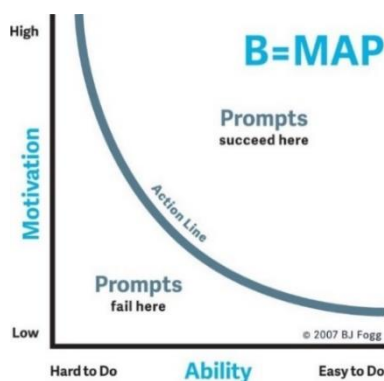 High
B=MAP
Prompts
succeed here
Motivation
Action Line
Prompts
fail here
Low
© 2007 BJ Fogg
Hard to Do
Ability
Easy to Do